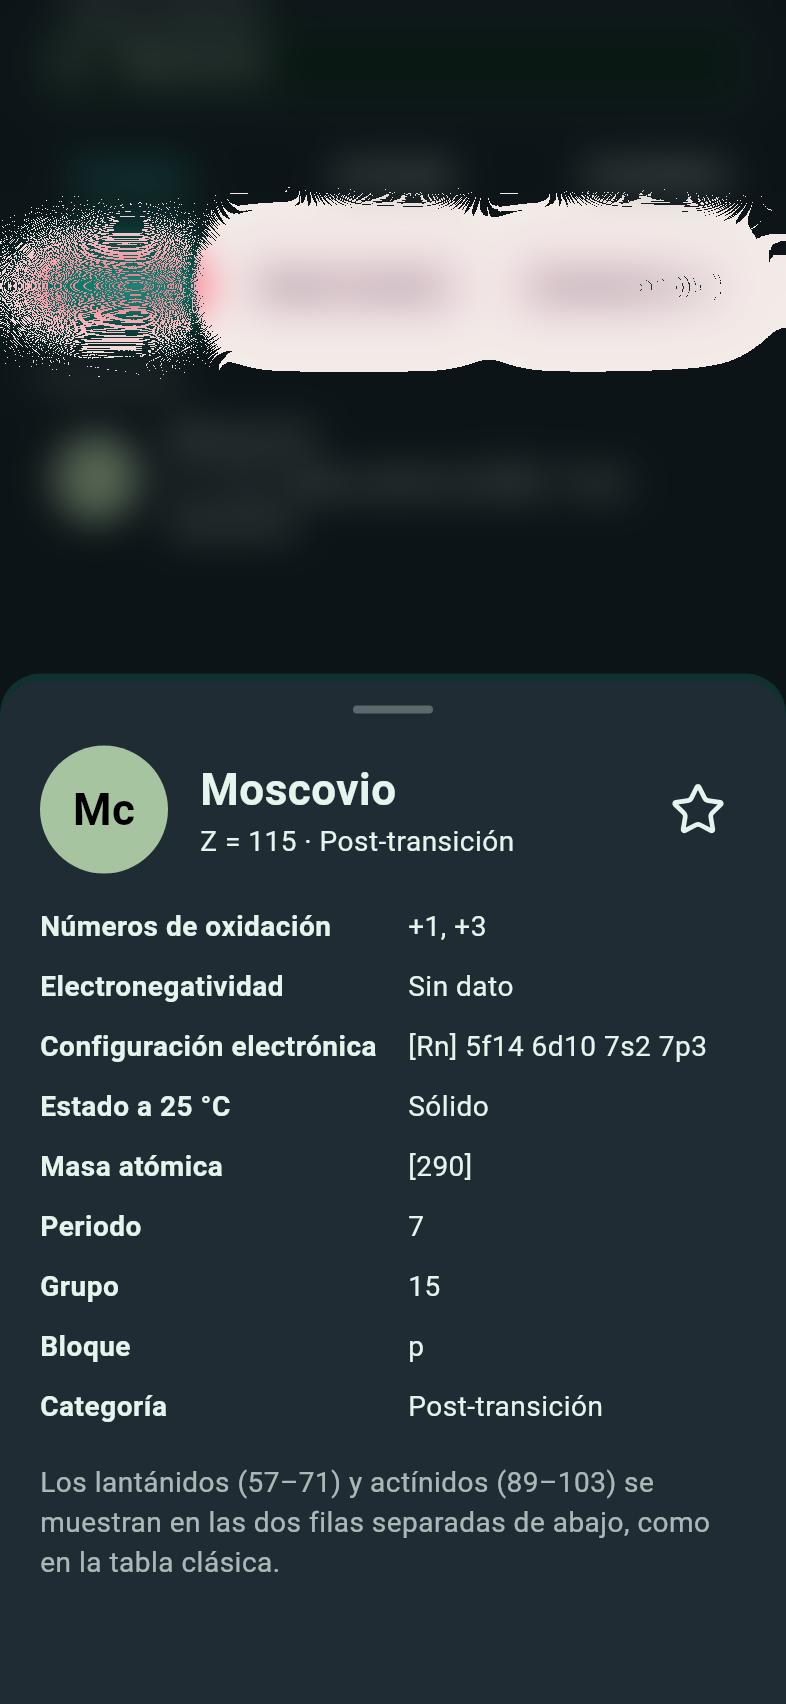 Mc
Moscovio
Z = 115 · Post-transición
Números de oxidación +1, +3
Electronegatividad Sin dato
Configuración electrónica [Rn] 5f14 6d10 7s2 7p3
Estado a 25 °C Sólido
Masa atómica [290]
Periodo 7
Grupo 15
Bloque p
Categoría Post-transición
Los lantánidos (57–71) y actínidos (89–103) se
muestran en las dos filas separadas de abajo, como
en la tabla clásica.